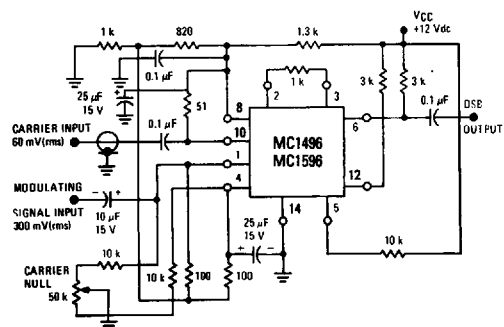 1 k
820
1.3 k
VCC
+12 Vdc
0.1 µF
25 µF
15 V
+
51
1 k
2
3
3 k
3 k
0.1 µF
DSB
OUTPUT
8
10
1
4
6
12
14
5
MC1496
MC1596
CARRIER INPUT
60 mV(rms)
0.1 µF
MODULATING
SIGNAL INPUT
300 mV(rms)
− +
10 µF
15 V
25 µF
15 V
+ −
10 k
10 k
100
100
10 k
CARRIER
NULL
50 k